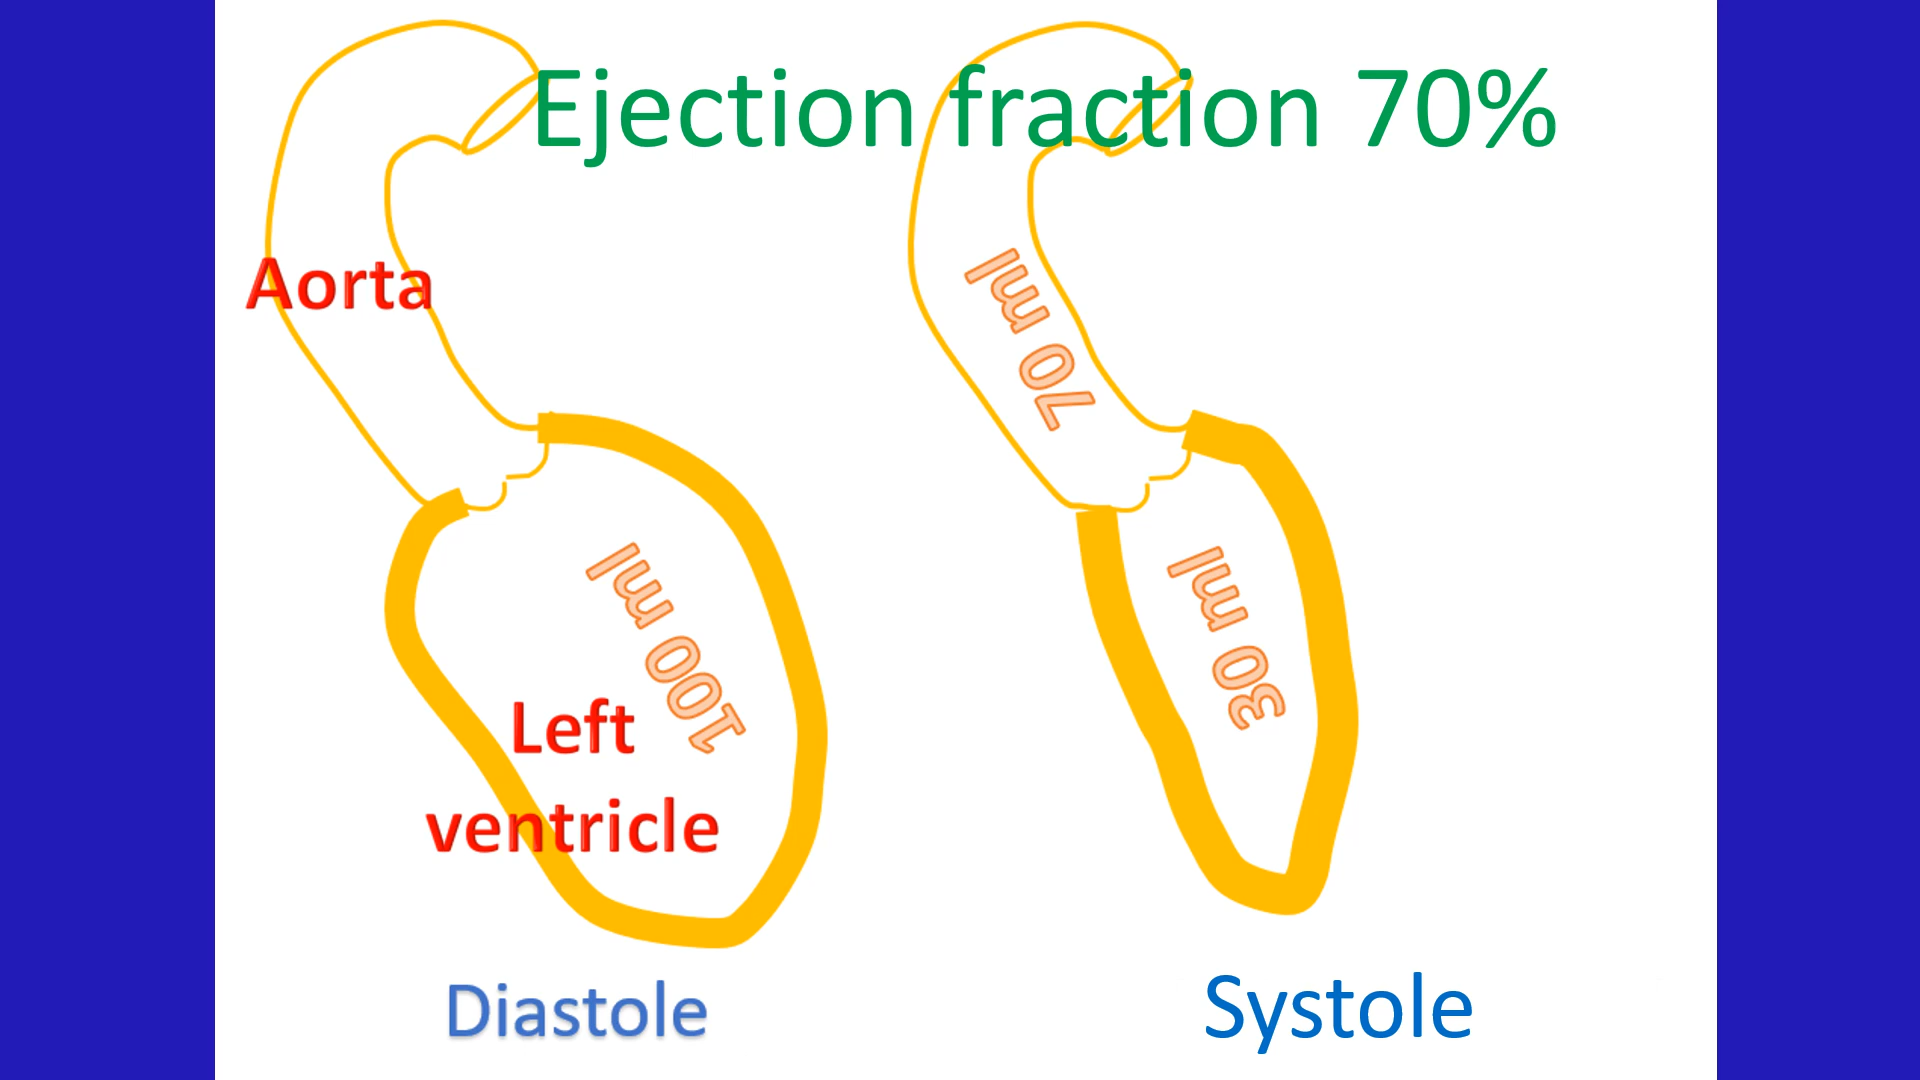 Ejection fraction 70%
Aorta
70 ml
100 ml
30 ml
Left
ventricle
Diastole
Systole